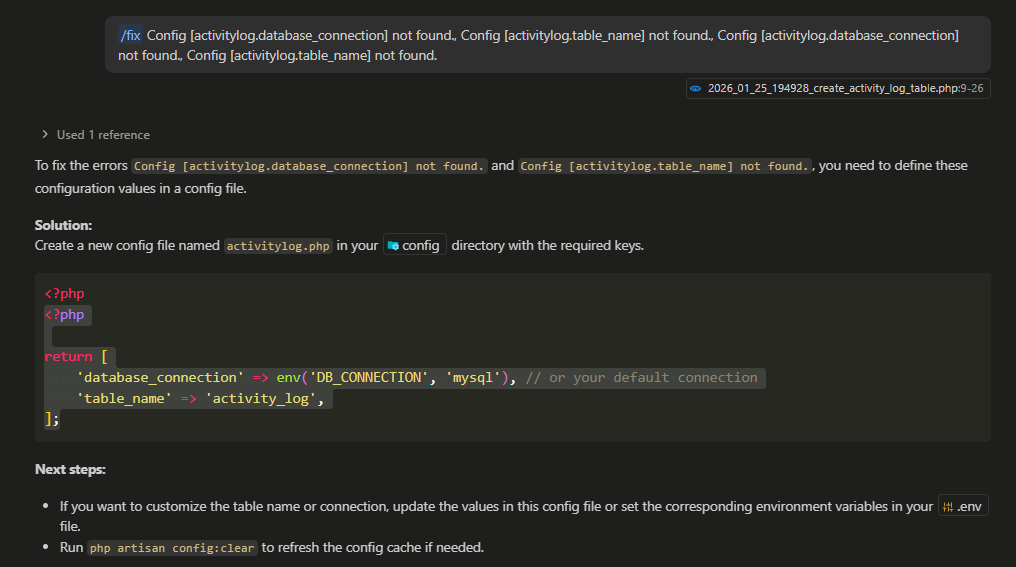 /fix Config [activitylog.database_connection] not found., Config [activitylog.table_name] not found., Config [activitylog.database_connection]
not found., Config [activitylog.table_name] not found.
2026_01_25_194928_create_activity_log_table.php:9-26
Used 1 reference
To fix the errors Config [activitylog.database_connection] not found. and Config [activitylog.table_name] not found., you need to define these
configuration values in a config file.
Solution:
Create a new config file named activitylog.php in your config directory with the required keys.
<?php
<?php
return [
    'database_connection' => env('DB_CONNECTION', 'mysql'), // or your default connection
    'table_name' => 'activity_log',
];
Next steps:
• If you want to customize the table name or connection, update the values in this config file or set the corresponding environment variables in your .env
file.
• Run php artisan config:clear to refresh the config cache if needed.